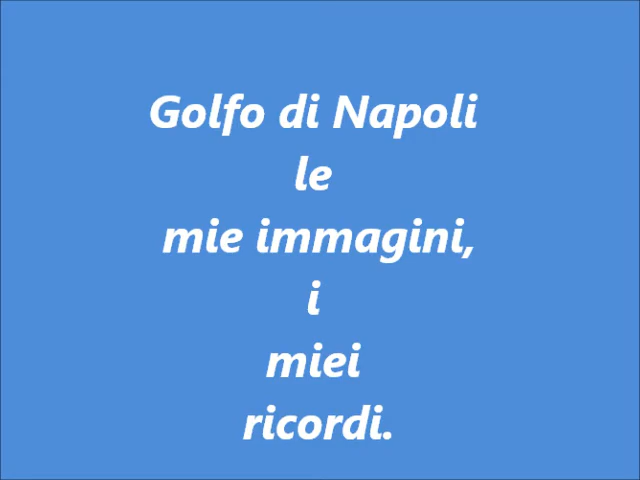 Golfo di Napoli
le
mie immagini,
i
miei
ricordi.